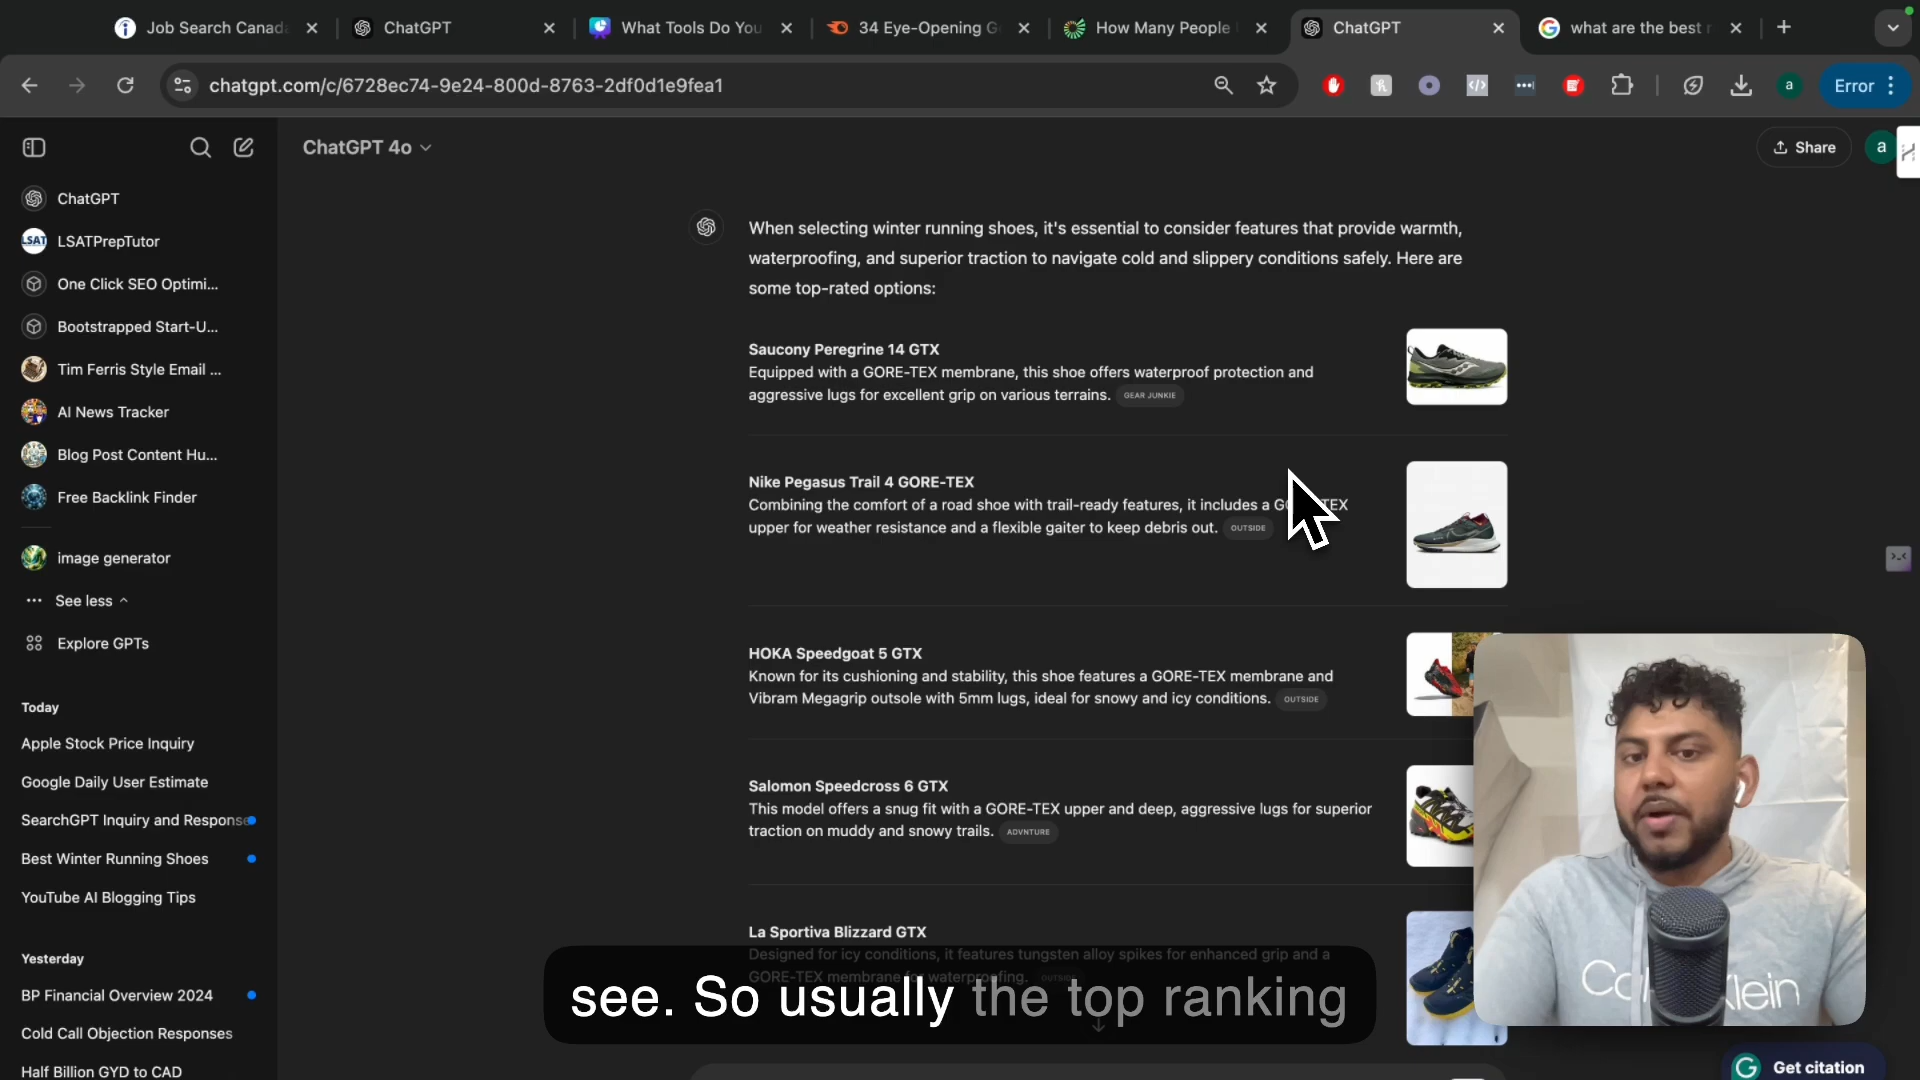 Job Search Canada
ChatGPT
What Tools Do You
34 Eye-Opening G
How Many People
ChatGPT
what are the best r
chatgpt.com/c/6728ec74-9e24-800d-8763-2df0d1e9fea1
a
Error
ChatGPT 4o
Share
a
ChatGPT
LSAT
LSATPrepTutor
One Click SEO Optimi...
Bootstrapped Start-U...
Tim Ferris Style Email ...
AI News Tracker
Blog Post Content Hu...
Free Backlink Finder
image generator
See less
Explore GPTs
Today
Apple Stock Price Inquiry
Google Daily User Estimate
SearchGPT Inquiry and Response
Best Winter Running Shoes
YouTube AI Blogging Tips
Yesterday
BP Financial Overview 2024
Cold Call Objection Responses
Half Billion GYD to CAD
When selecting winter running shoes, it's essential to consider features that provide warmth,
waterproofing, and superior traction to navigate cold and slippery conditions safely. Here are
some top-rated options:
Saucony Peregrine 14 GTX
Equipped with a GORE-TEX membrane, this shoe offers waterproof protection and
aggressive lugs for excellent grip on various terrains. GEAR JUNKIE
Nike Pegasus Trail 4 GORE-TEX
Combining the comfort of a road shoe with trail-ready features, it includes a GO TEX
upper for weather resistance and a flexible gaiter to keep debris out. OUTSIDE
HOKA Speedgoat 5 GTX
Known for its cushioning and stability, this shoe features a GORE-TEX membrane and
Vibram Megagrip outsole with 5mm lugs, ideal for snowy and icy conditions. OUTSIDE
Salomon Speedcross 6 GTX
This model offers a snug fit with a GORE-TEX upper and deep, aggressive lugs for superior
traction on muddy and snowy trails. ADVNTURE
La Sportiva Blizzard GTX
Designed for icy conditions, it features tungsten alloy spikes for enhanced grip and a
GORE-TEX membrane for waterproofing. OUTSIDE
see. So usually the top ranking
Get citation